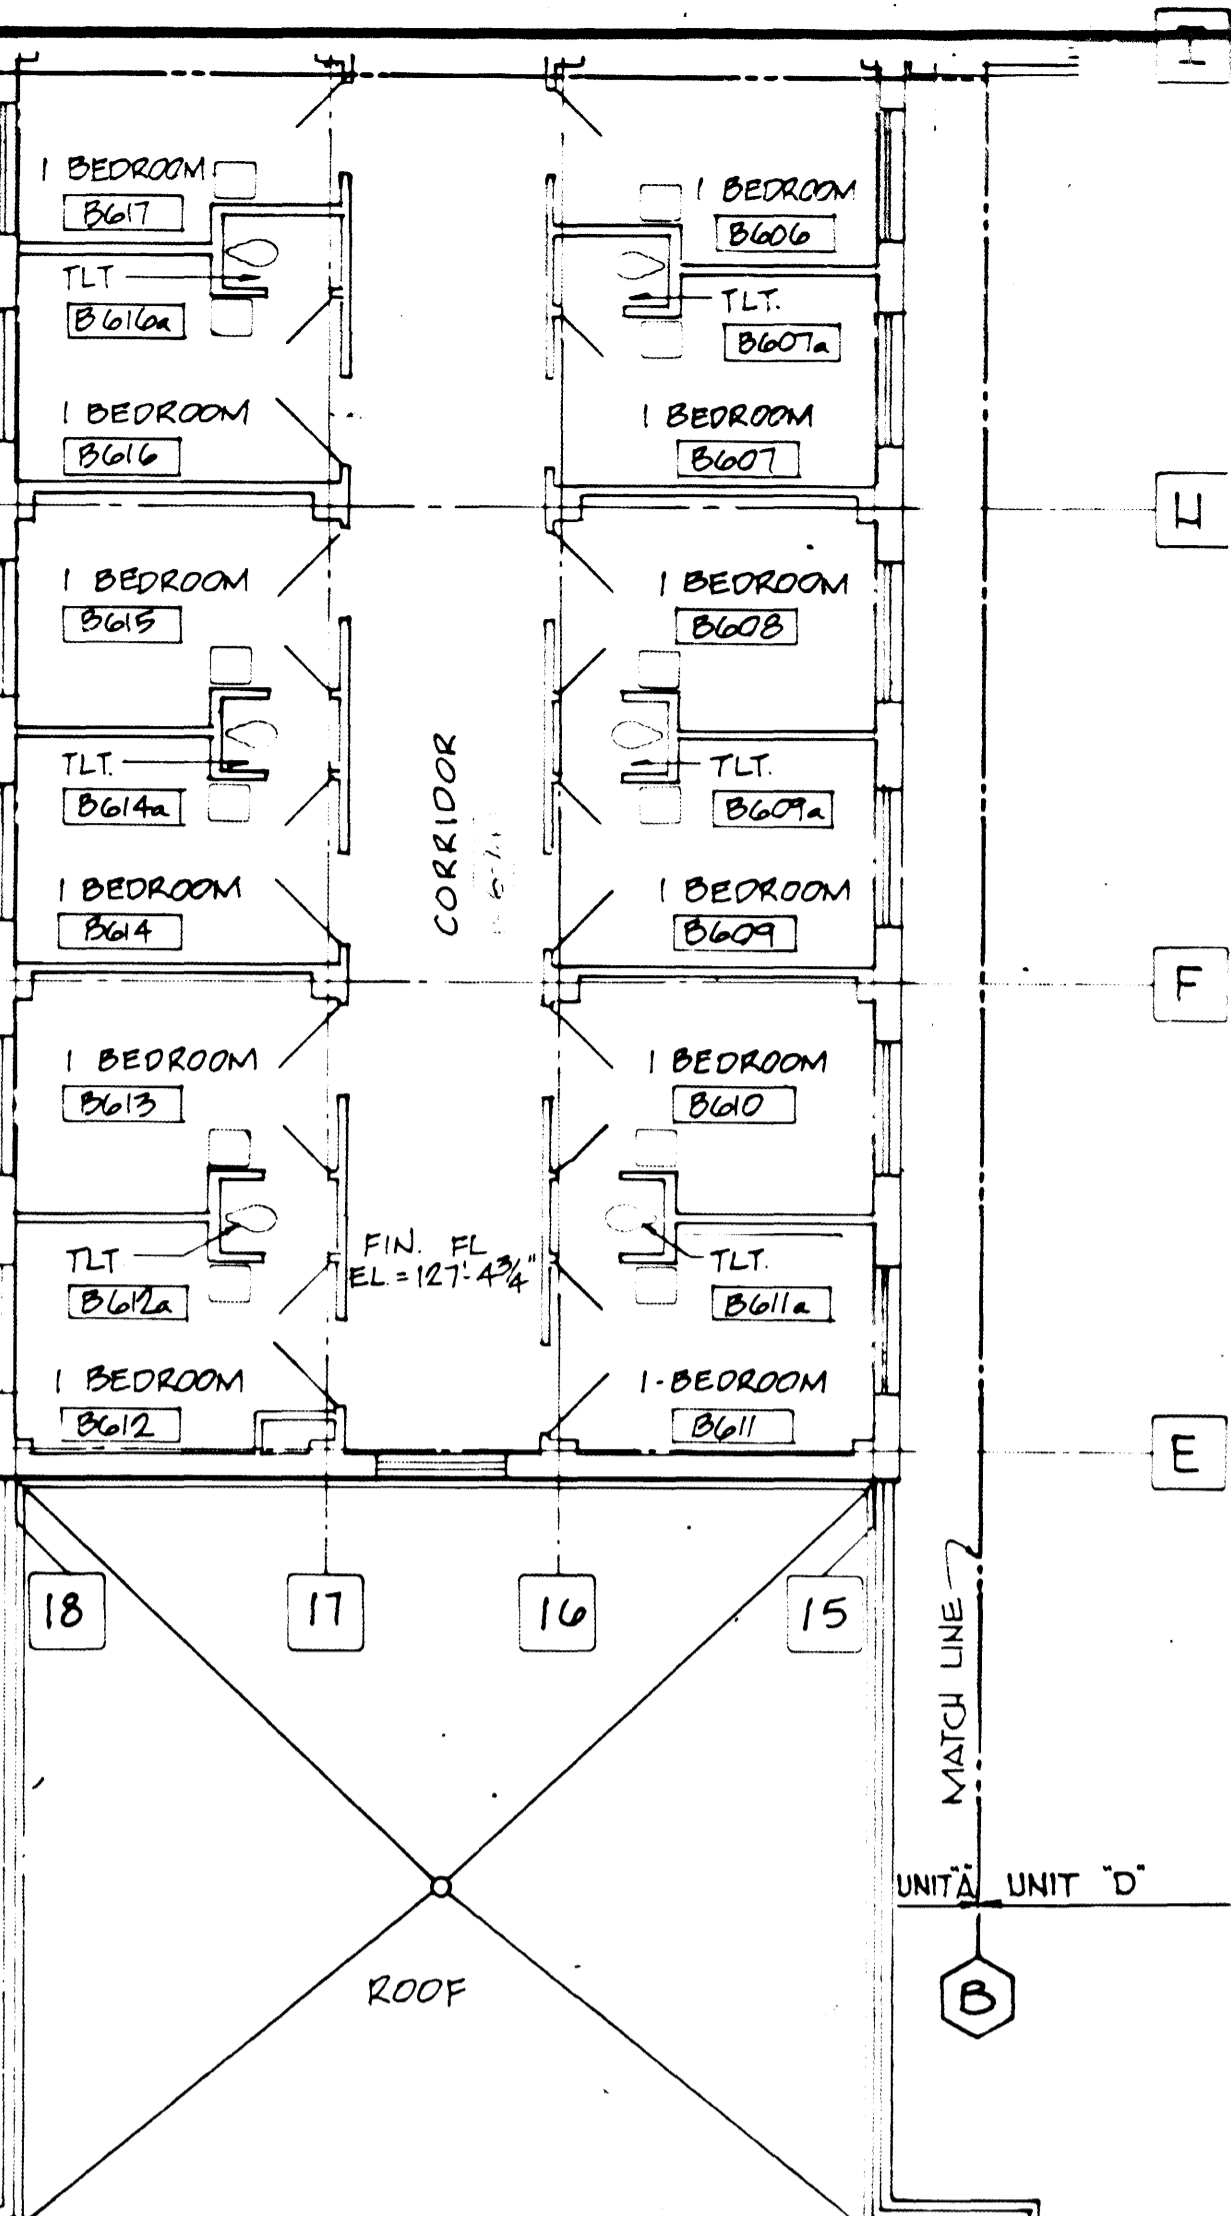 I
1 BEDROOM
B617
1 BEDROOM
B606
TLT
B616a
TLT.
B607a
1 BEDROOM
B616
1 BEDROOM
B607
H
1 BEDROOM
B615
1 BEDROOM
B608
TLT.
B614a
CORRIDOR
TLT.
B609a
1 BEDROOM
B614
1 BEDROOM
B609
F
1 BEDROOM
B613
1 BEDROOM
B610
TLT
B612a
FIN. FL
EL. = 127'-4 3/4"
TLT.
B611a
1 BEDROOM
B612
1-BEDROOM
B611
E
18
17
16
15
MATCH LINE
UNIT "A"
UNIT "D"
B
ROOF